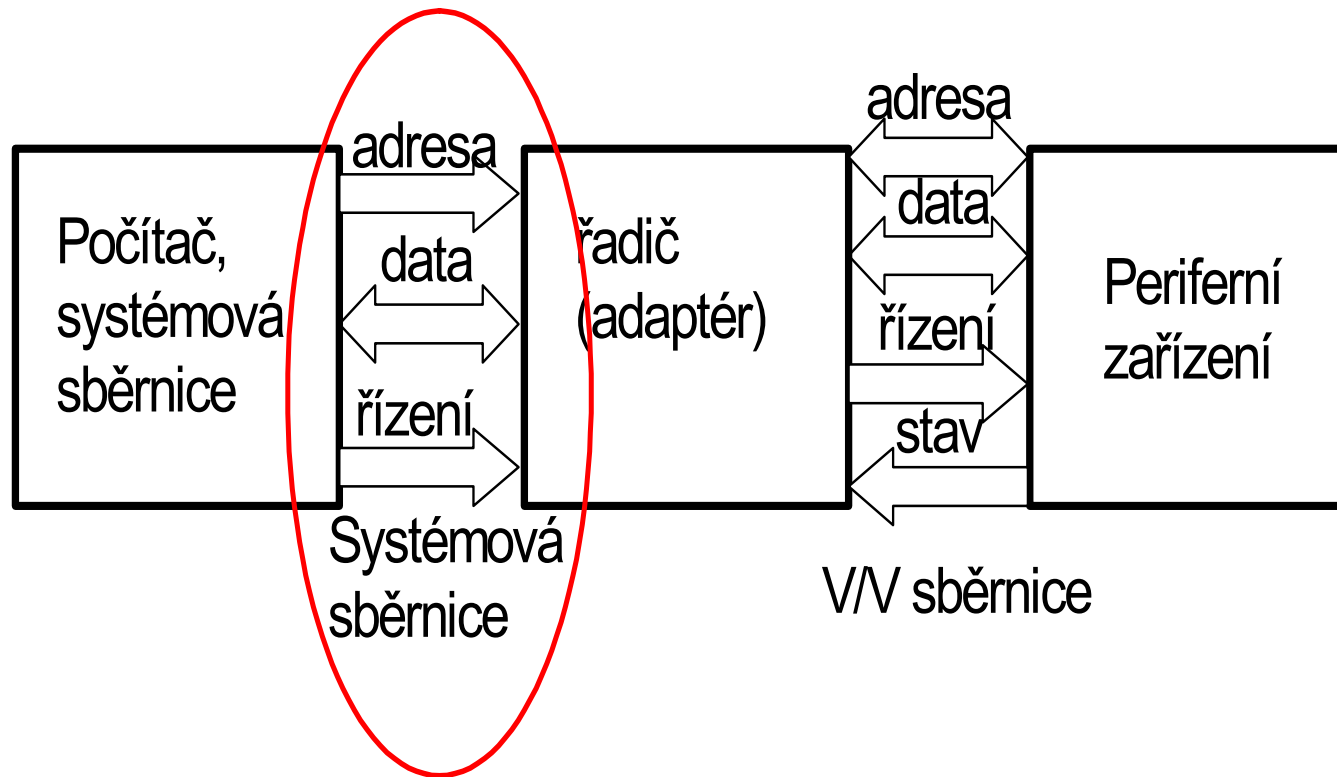 Počítač,
systémová
sběrnice
adresa
data
řízení
Systémová
sběrnice
řadič
(adaptér)
adresa
data
řízení
stav
V/V sběrnice
Periferní
zařízení